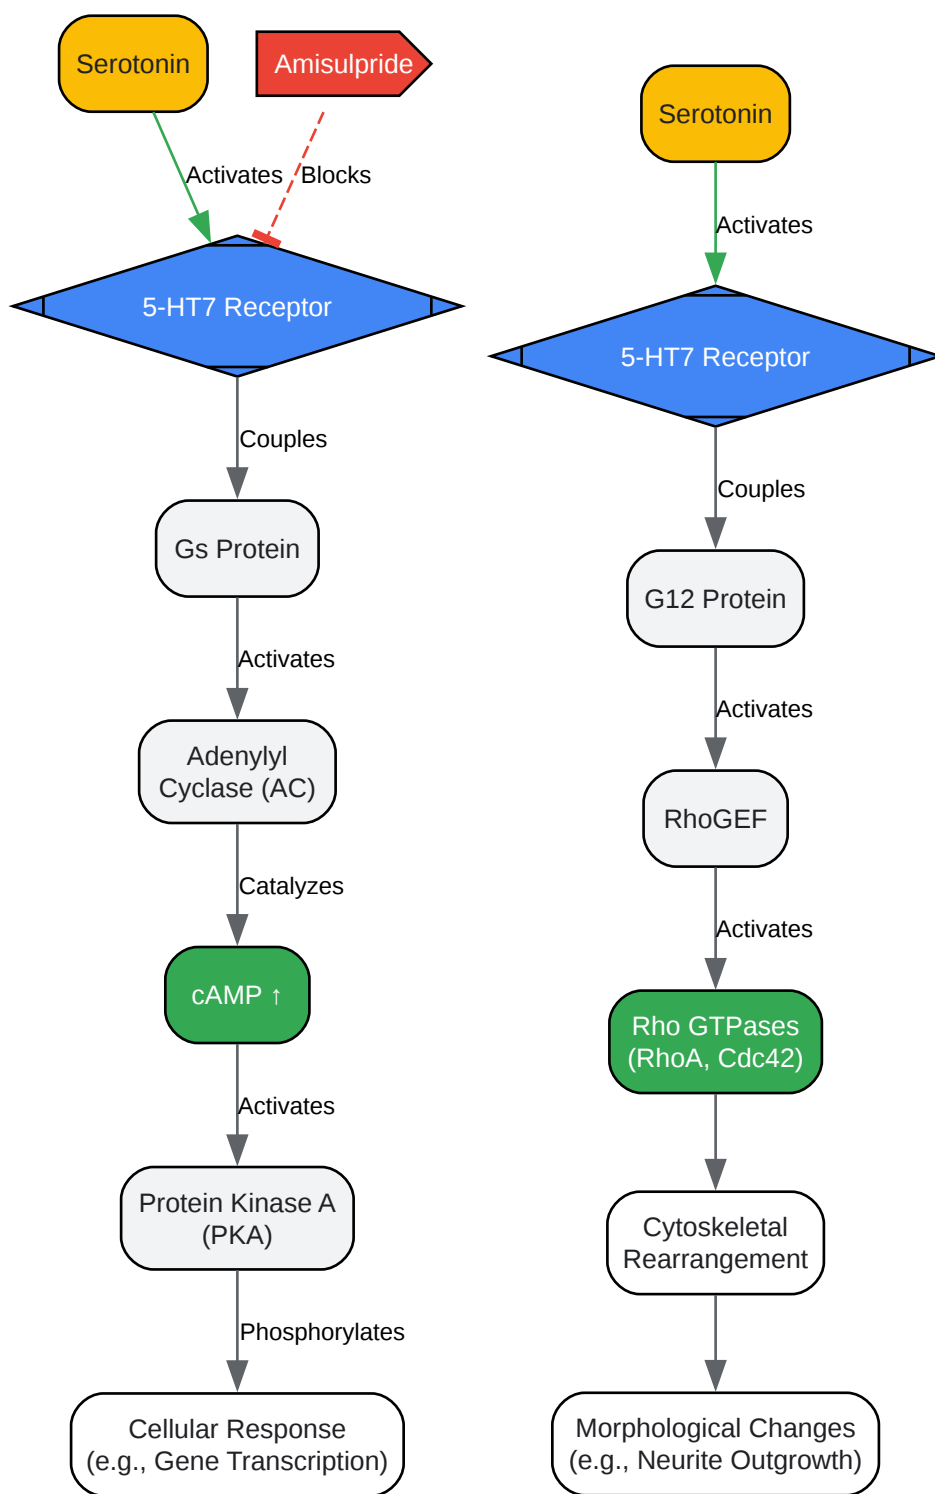 Serotonin
Amisulpride
Activates
Blocks
5-HT7 Receptor
Couples
Gs Protein
Activates
Adenylyl
Cyclase (AC)
Catalyzes
cAMP ↑
Activates
Protein Kinase A
(PKA)
Phosphorylates
Cellular Response
(e.g., Gene Transcription)
Serotonin
Activates
5-HT7 Receptor
Couples
G12 Protein
Activates
RhoGEF
Activates
Rho GTPases
(RhoA, Cdc42)
Cytoskeletal
Rearrangement
Morphological Changes
(e.g., Neurite Outgrowth)